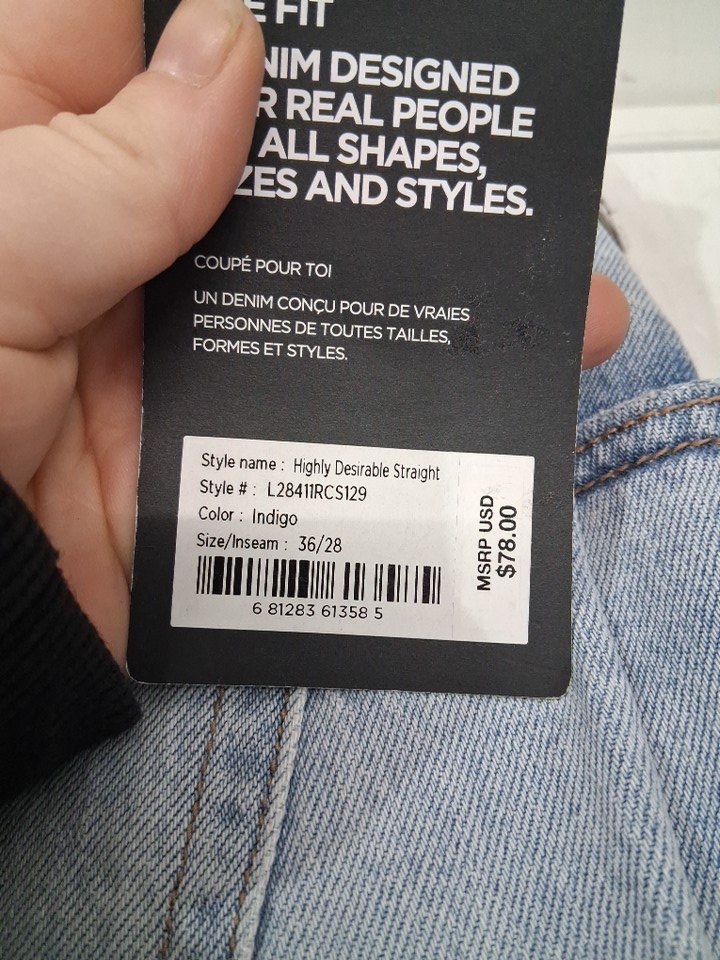 FIT
DESIGNED
REAL PEOPLE
ALL SHAPES,
AND STYLES.
COUPÉ POUR TOI
UN DENIM CONÇU POUR DE VRAIES
PERSONNES DE TOUTES TAILLES,
FORMES ET STYLES.
Style name : Highly Desirable Straight
Style # : L28411RCS129
Color : Indigo
Size/Inseam : 36/28
6 81283 61358 5
MSRP USD
$78.00